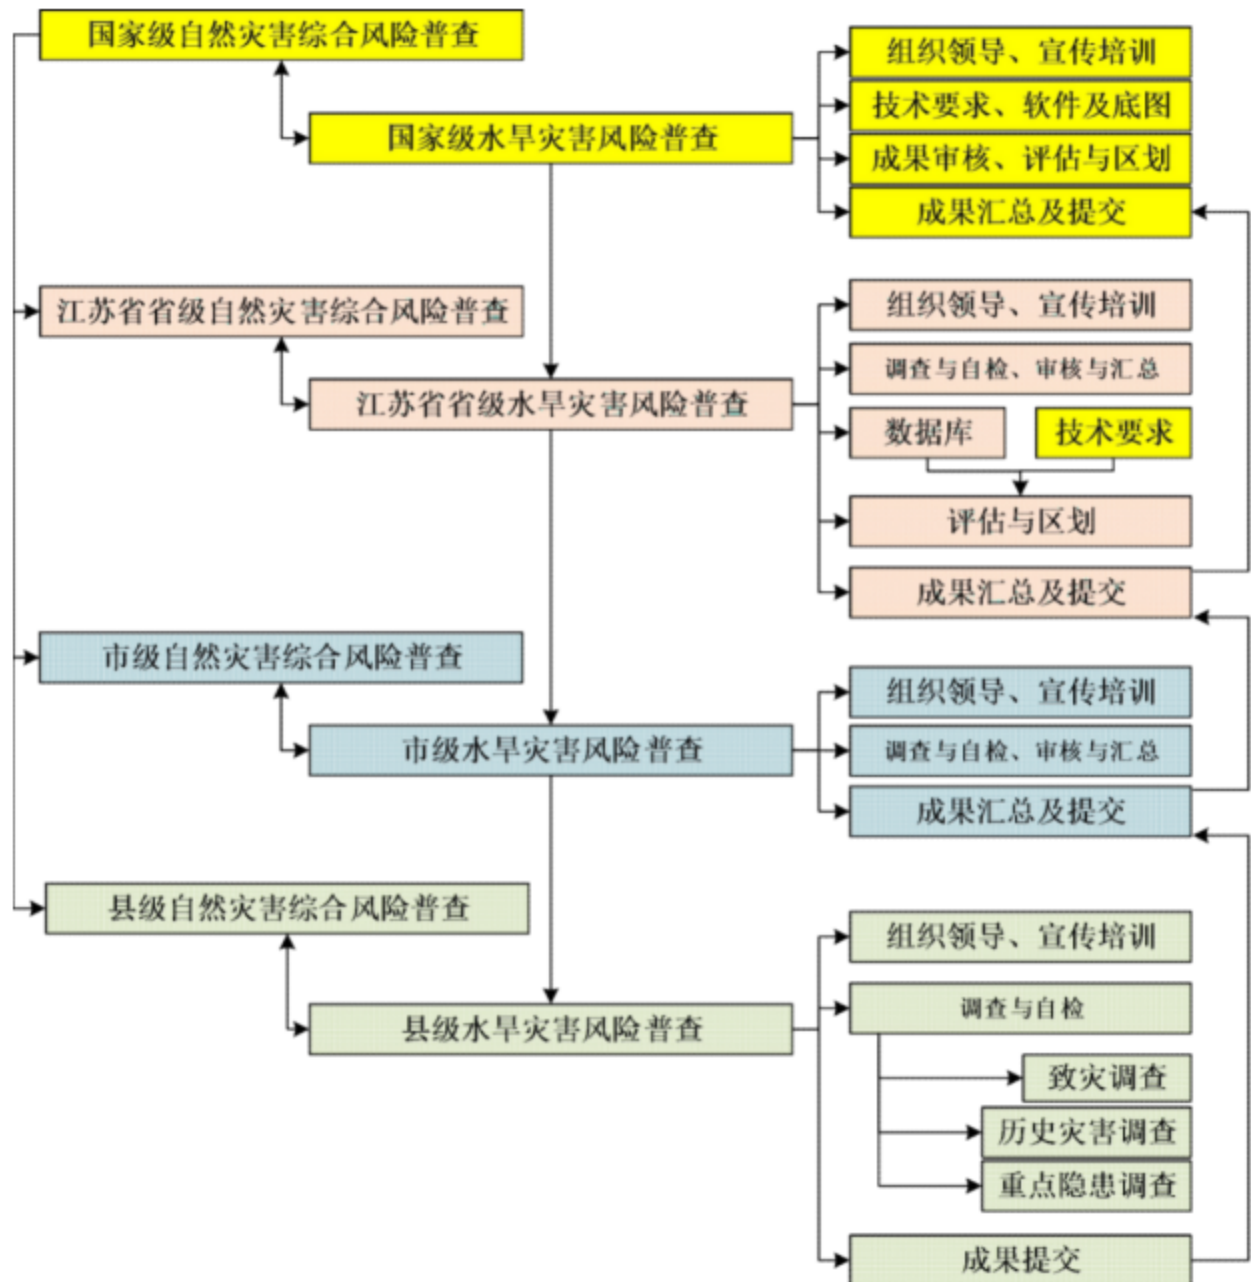 国家级自然灾害综合风险普查
国家级水旱灾害风险普查
组织领导、宣传培训
技术要求、软件及底图
成果审核、评估与区划
成果汇总及提交
江苏省省级自然灾害综合风险普查
江苏省省级水旱灾害风险普查
组织领导、宣传培训
调查与自检、审核与汇总
数据库
技术要求
评估与区划
成果汇总及提交
市级自然灾害综合风险普查
市级水旱灾害风险普查
组织领导、宣传培训
调查与自检、审核与汇总
成果汇总及提交
县级自然灾害综合风险普查
县级水旱灾害风险普查
组织领导、宣传培训
调查与自检
致灾调查
历史灾害调查
重点隐患调查
成果提交